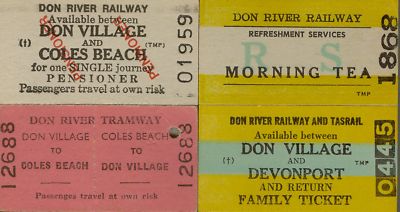 DON RIVER RAILWAY
Available between
DON VILLAGE
(†) AND (TMP)
COLES BEACH
for one SINGLE journey
PENSIONER
Passengers travel at own risk
PENSIONER
PENSIONER
01959
DON RIVER RAILWAY
REFRESHMENT SERVICES
R S
MORNING TEA
TMP
1868
DON RIVER TRAMWAY
DON VILLAGE COLES BEACH
TO TO
COLES BEACH DON VILLAGE
Passenges travel at own risk
12688
12688
DON RIVER RAILWAY AND TASRAIL
Available between
DON VILLAGE
(†) AND
DEVONPORT
AND RETURN
FAMILY TICKET
TMP
0445